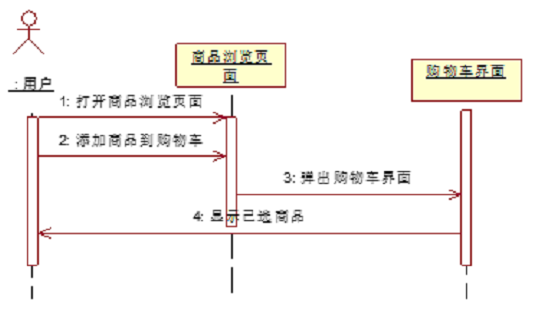 商品浏览页
面
购物车界面
: 用户
1: 打开商品浏览页面
2: 添加商品到购物车
3: 弹出购物车界面
4: 显示已选商品